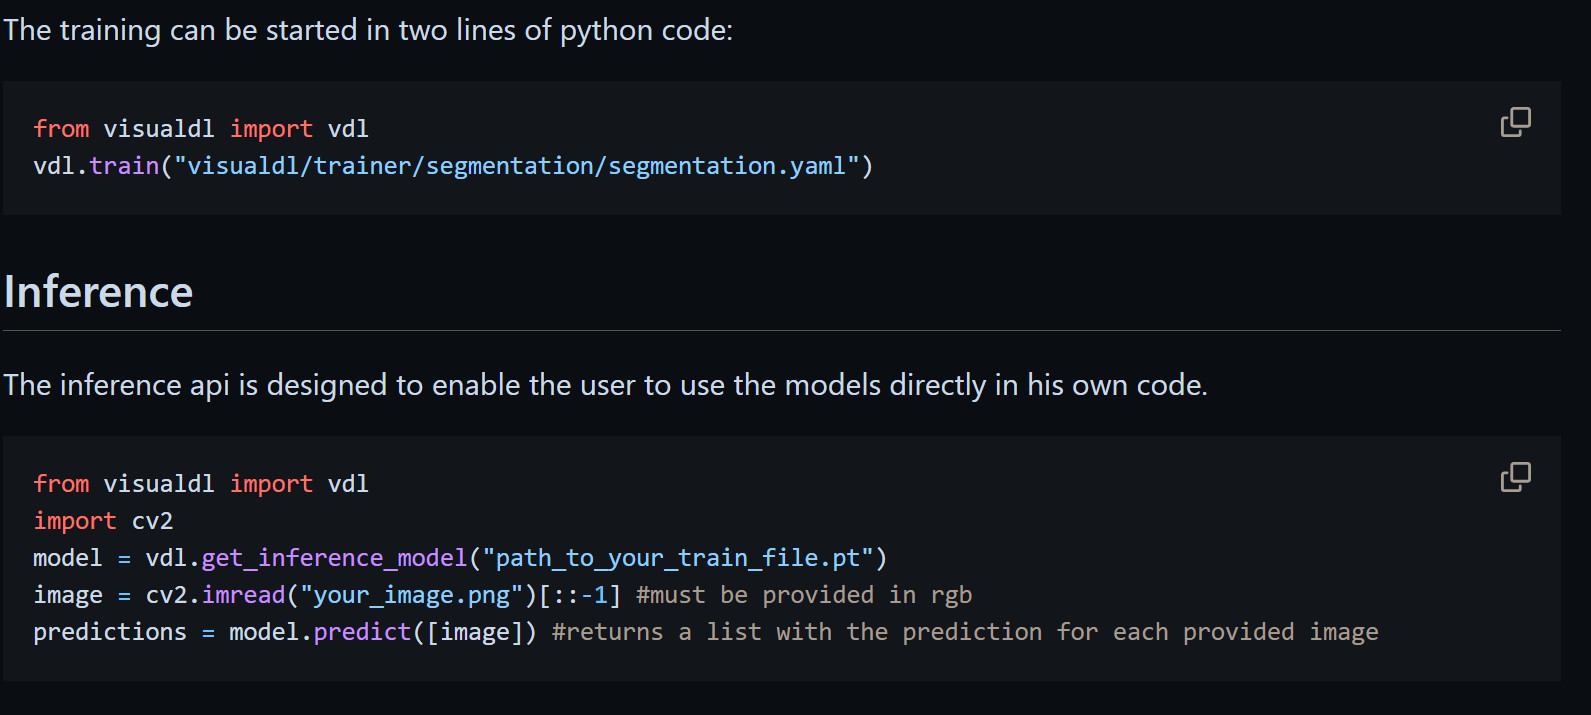 The training can be started in two lines of python code:
from visualdl import vdl
vdl.train("visualdl/trainer/segmentation/segmentation.yaml")
Inference
The inference api is designed to enable the user to use the models directly in his own code.
from visualdl import vdl
import cv2
model = vdl.get_inference_model("path_to_your_train_file.pt")
image = cv2.imread("your_image.png")[::-1] #must be provided in rgb
predictions = model.predict([image]) #returns a list with the prediction for each provided image